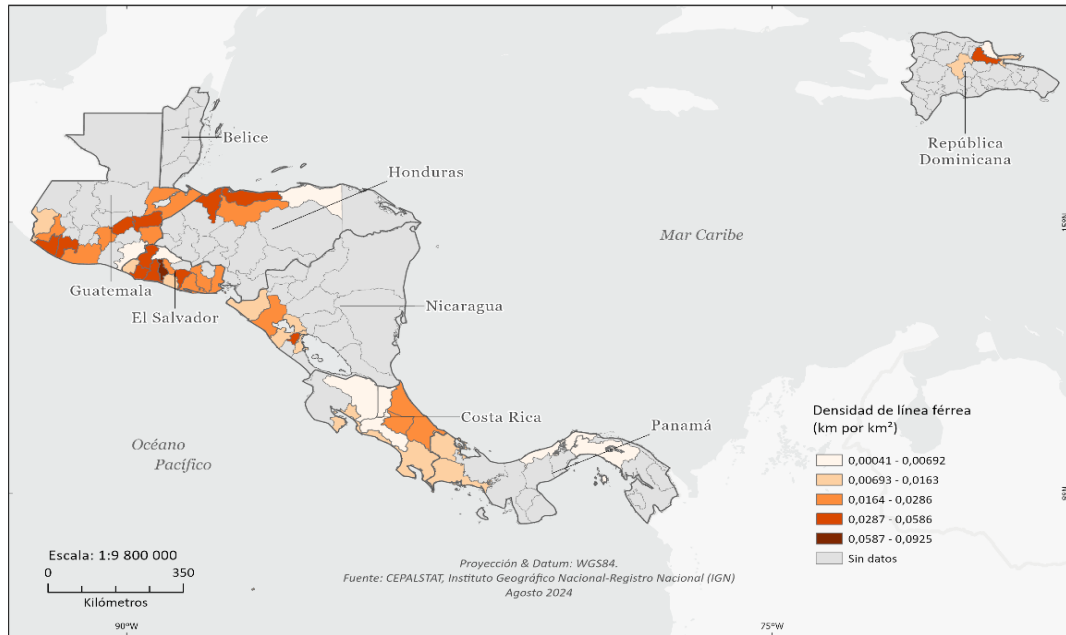 Belice
Honduras
República
Dominicana
Mar Caribe
Guatemala
El Salvador
Nicaragua
Costa Rica
Panamá
Océano
Pacífico
Densidad de línea férrea
(km por km²)
0,00041 - 0,00692
0,00693 - 0,0163
0,0164 - 0,0286
0,0287 - 0,0586
0,0587 - 0,0925
Sin datos
Escala: 1:9 800 000
0 350
Kilómetros
Proyección & Datum: WGS84.
Fuente: CEPALSTAT, Instituto Geográfico Nacional-Registro Nacional (IGN)
Agosto 2024
90°W
75°W